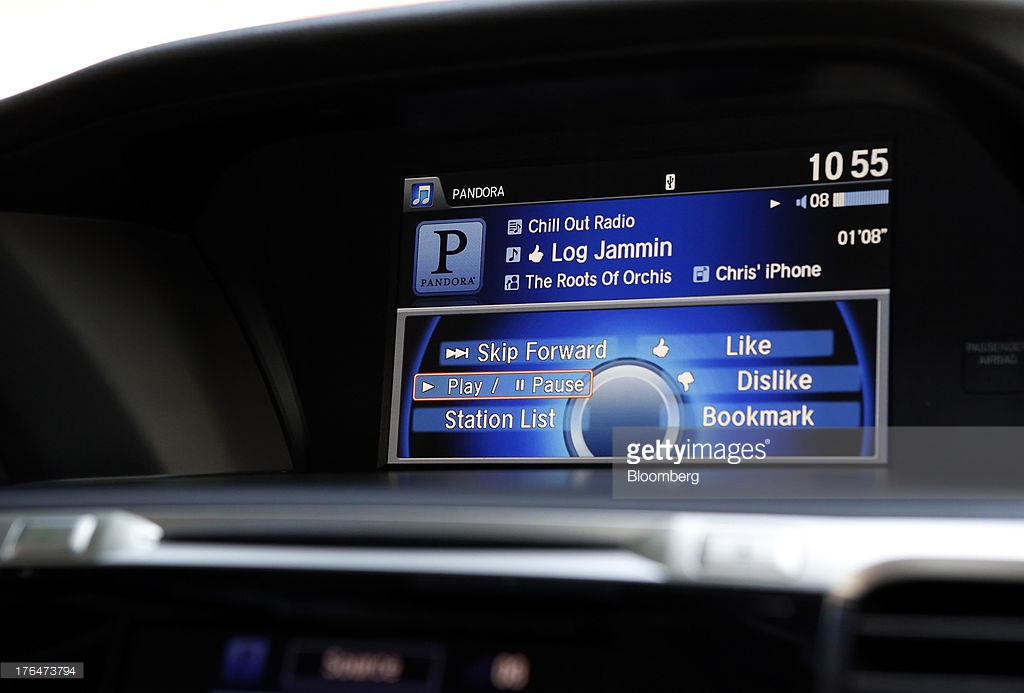 10 55
PANDORA
08
Chill Out Radio
01'08"
Log Jammin
P
PANDORA
The Roots Of Orchis
Chris' iPhone
Skip Forward
Like
Play / Pause
Dislike
Station List
Bookmark
PASSENGER
AIRBAG
gettyimages®
Bloomberg
Source
176473794